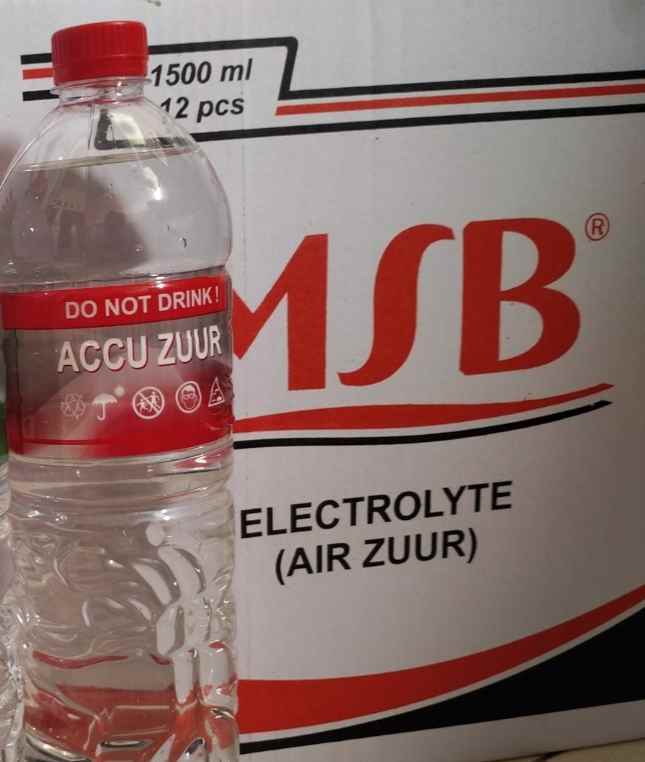 1500 ml
12 pcs
MSB®
DO NOT DRINK!
ACCU ZUUR
ELECTROLYTE
(AIR ZUUR)